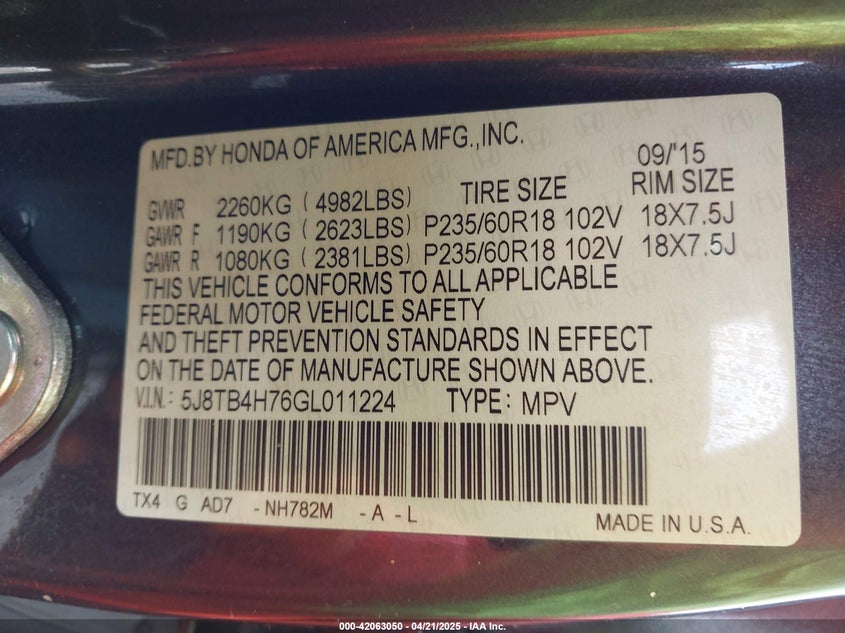 MFD.BY HONDA OF AMERICA MFG.,INC. 09/'15
TIRE SIZE RIM SIZE
GVWR 2260KG ( 4982LBS)
GAWR F 1190KG ( 2623LBS) P235/60R18 102V 18X7.5J
GAWR R 1080KG ( 2381LBS) P235/60R18 102V 18X7.5J
THIS VEHICLE CONFORMS TO ALL APPLICABLE
FEDERAL MOTOR VEHICLE SAFETY
AND THEFT PREVENTION STANDARDS IN EFFECT
ON THE DATE OF MANUFACTURE SHOWN ABOVE.
V.I.N.: 5J8TB4H76GL011224 TYPE: MPV
TX4 G AD7 -NH782M -A -L
MADE IN U.S.A.
000-42063050 - 04/21/2025 - IAA Inc.